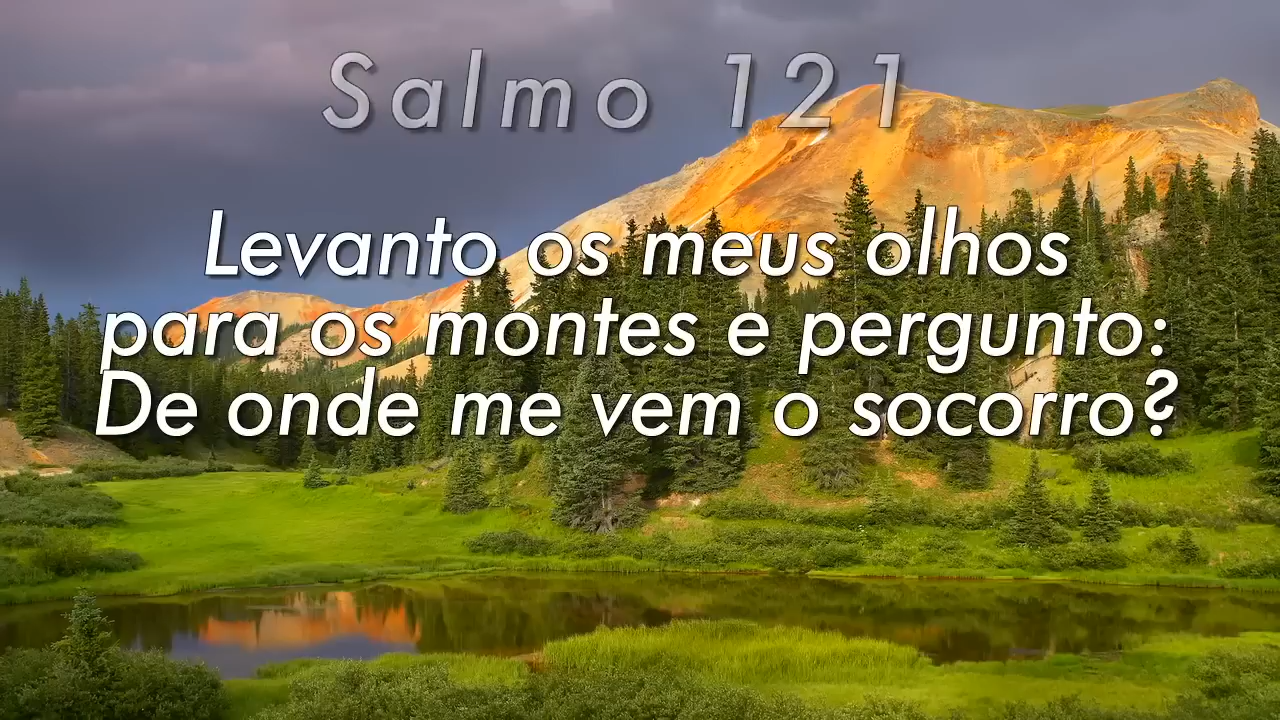 Salmo 121
Levanto os meus olhos
para os montes e pergunto:
De onde me vem o socorro?